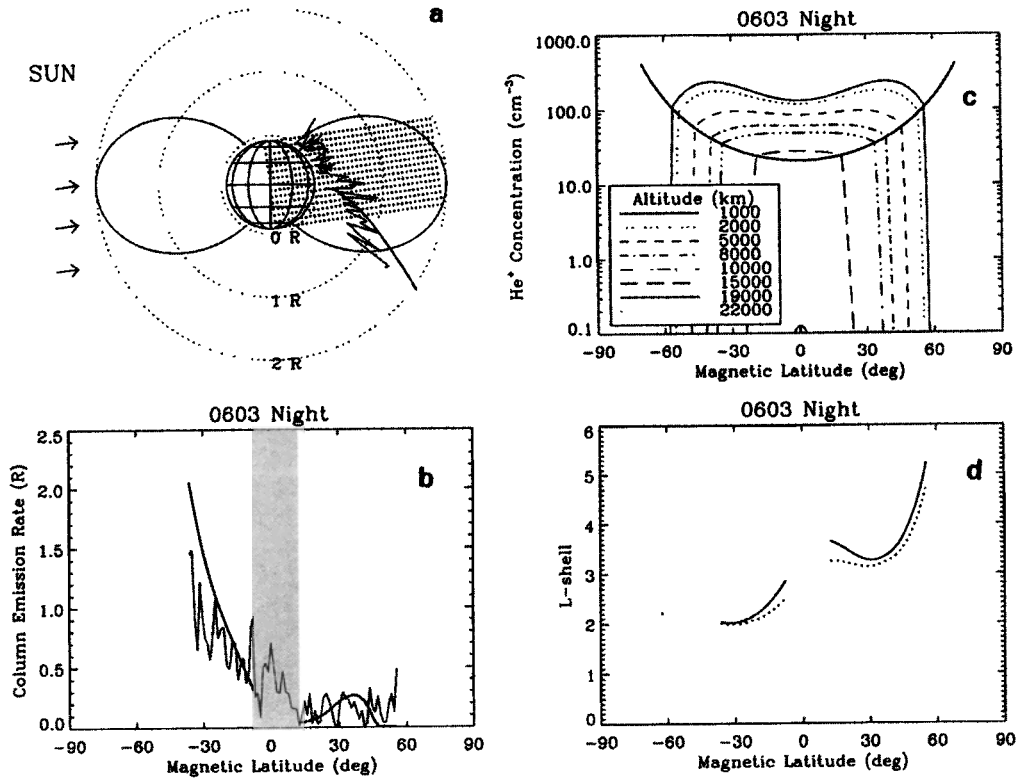 a
SUN
0 R
1 R
2 R
0603 Night
1000.0
100.0
10.0
1.0
0.1
He⁺ Concentration (cm⁻³)
c
Altitude (km)
1000
2000
5000
8000
10000
15000
19000
22000
-90 -60 -30 0 30 60 90
Magnetic Latitude (deg)
0603 Night
2.5
2.0
1.5
1.0
0.5
0.0
Column Emission Rate (R)
b
-90 -60 -30 0 30 60 90
Magnetic Latitude (deg)
0603 Night
6
5
4
3
2
1
0
L-shell
d
-90 -60 -30 0 30 60 90
Magnetic Latitude (deg)